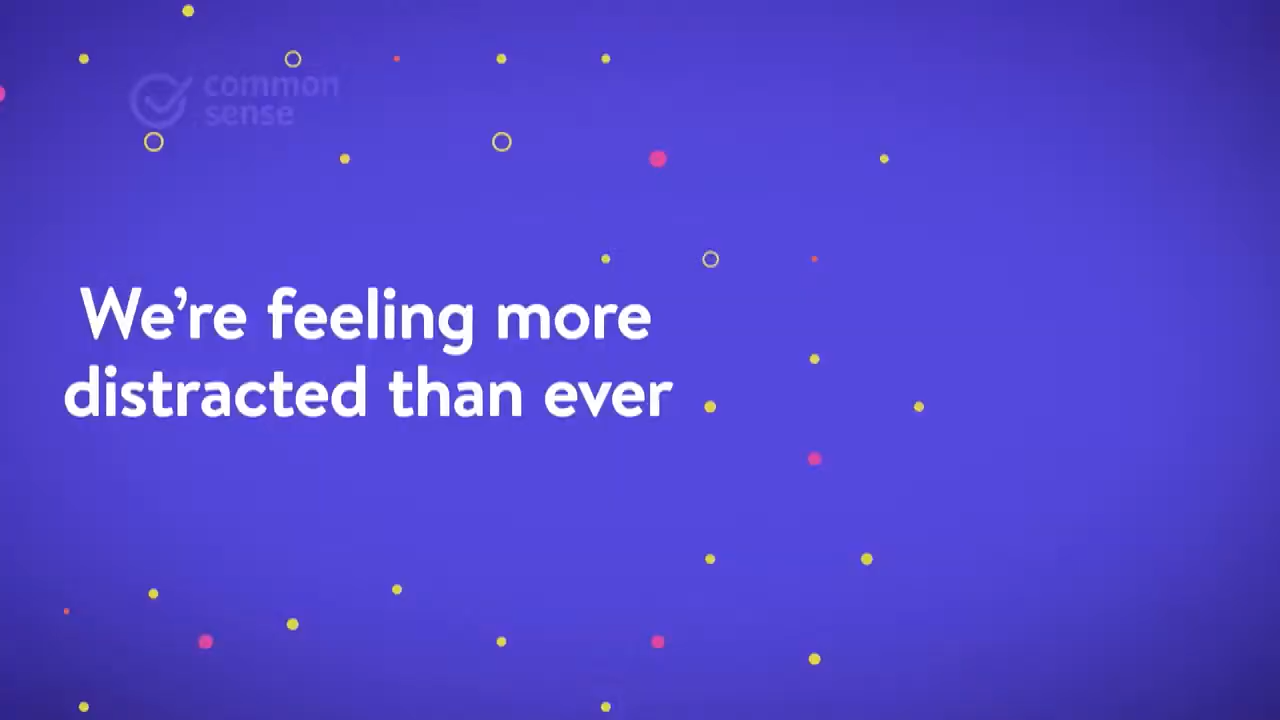 common
sense
We’re feeling more
distracted than ever